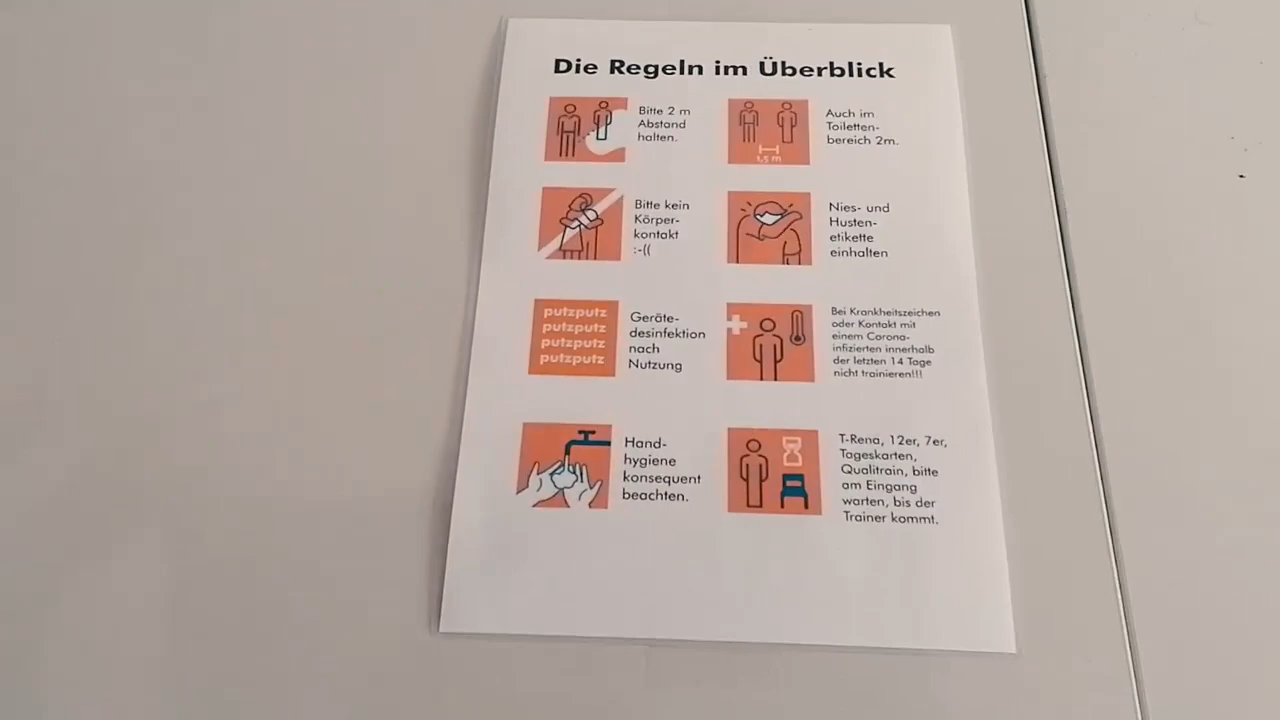 Die Regeln im Überblick
Bitte 2 m
Abstand
halten.
1,5 m
Auch im
Toiletten-
bereich 2m.
Bitte kein
Körper-
kontakt
:-((
Nies- und
Husten-
etikette
einhalten
putzputz
putzputz
putzputz
putzputz
Geräte-
desinfektion
nach
Nutzung
Bei Krankheitszeichen
oder Kontakt mit
einem Corona-
infizierten innerhalb
der letzten 14 Tage
nicht trainieren!!!
Hand-
hygiene
konsequent
beachten.
T-Rena, 12er, 7er,
Tageskarten,
Qualitrain, bitte
am Eingang
warten, bis der
Trainer kommt.